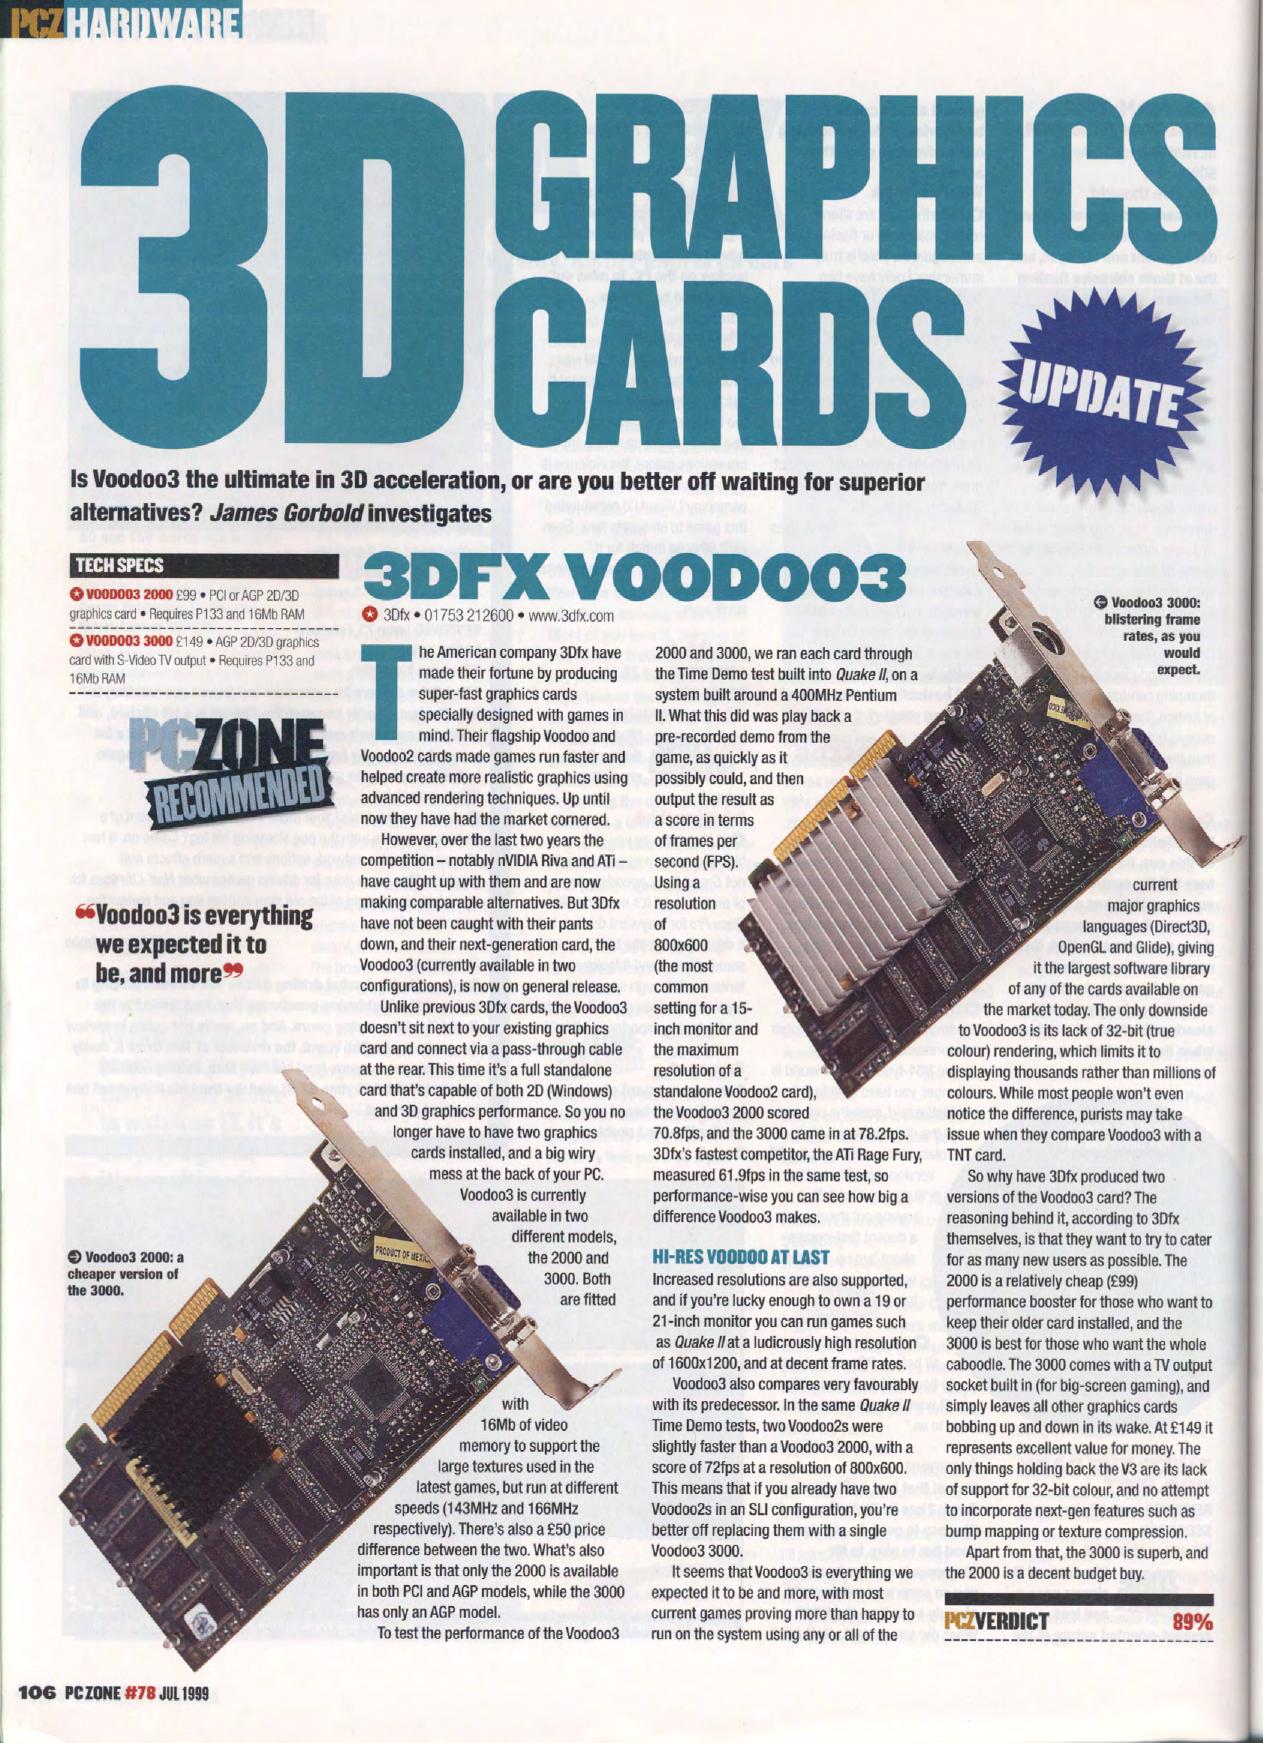 PCZ HARDWARE
3D GRAPHICS
CARDS
UPDATE
Is Voodoo3 the ultimate in 3D acceleration, or are you better off waiting for superior
alternatives? James Gorbold investigates
TECH SPECS
VOODOO3 2000 £99 • PCI or AGP 2D/3D
graphics card • Requires P133 and 16Mb RAM
VOODOO3 3000 £149 • AGP 2D/3D graphics
card with S-Video TV output • Requires P133 and
16Mb RAM
PCZONE
RECOMMENDED
“Voodoo3 is everything
we expected it to
be, and more”
3DFX VOODOO3
3Dfx • 01753 212600 • www.3dfx.com
The American company 3Dfx have
made their fortune by producing
super-fast graphics cards
specially designed with games in
mind. Their flagship Voodoo and
Voodoo2 cards made games run faster and
helped create more realistic graphics using
advanced rendering techniques. Up until
now they have had the market cornered.
However, over the last two years the
competition – notably nVIDIA Riva and ATi –
have caught up with them and are now
making comparable alternatives. But 3Dfx
have not been caught with their pants
down, and their next-generation card, the
Voodoo3 (currently available in two
configurations), is now on general release.
Unlike previous 3Dfx cards, the Voodoo3
doesn't sit next to your existing graphics
card and connect via a pass-through cable
at the rear. This time it's a full standalone
card that's capable of both 2D (Windows)
and 3D graphics performance. So you no
longer have to have two graphics
cards installed, and a big wiry
mess at the back of your PC.
Voodoo3 is currently
available in two
different models,
the 2000 and
3000. Both
are fitted
with
16Mb of video
memory to support the
large textures used in the
latest games, but run at different
speeds (143MHz and 166MHz
respectively). There's also a £50 price
difference between the two. What's also
important is that only the 2000 is available
in both PCI and AGP models, while the 3000
has only an AGP model.
To test the performance of the Voodoo3
2000 and 3000, we ran each card through
the Time Demo test built into Quake II, on a
system built around a 400MHz Pentium
II. What this did was play back a
pre-recorded demo from the
game, as quickly as it
possibly could, and then
output the result as
a score in terms
of frames per
second (FPS).
Using a
resolution
of
800x600
(the most
common
setting for a 15-
inch monitor and
the maximum
resolution of a
standalone Voodoo2 card),
the Voodoo3 2000 scored
70.8fps, and the 3000 came in at 78.2fps.
3Dfx's fastest competitor, the ATi Rage Fury,
measured 61.9fps in the same test, so
performance-wise you can see how big a
difference Voodoo3 makes.
HI-RES VOODOO AT LAST
Increased resolutions are also supported,
and if you're lucky enough to own a 19 or
21-inch monitor you can run games such
as Quake II at a ludicrously high resolution
of 1600x1200, and at decent frame rates.
Voodoo3 also compares very favourably
with its predecessor. In the same Quake II
Time Demo tests, two Voodoo2s were
slightly faster than a Voodoo3 2000, with a
score of 72fps at a resolution of 800x600.
This means that if you already have two
Voodoo2s in an SLI configuration, you're
better off replacing them with a single
Voodoo3 3000.
It seems that Voodoo3 is everything we
expected it to be and more, with most
current games proving more than happy to
run on the system using any or all of the
current
major graphics
languages (Direct3D,
OpenGL and Glide), giving
it the largest software library
of any of the cards available on
the market today. The only downside
to Voodoo3 is its lack of 32-bit (true
colour) rendering, which limits it to
displaying thousands rather than millions of
colours. While most people won't even
notice the difference, purists may take
issue when they compare Voodoo3 with a
TNT card.
So why have 3Dfx produced two
versions of the Voodoo3 card? The
reasoning behind it, according to 3Dfx
themselves, is that they want to try to cater
for as many new users as possible. The
2000 is a relatively cheap (£99)
performance booster for those who want to
keep their older card installed, and the
3000 is best for those who want the whole
caboodle. The 3000 comes with a TV output
socket built in (for big-screen gaming), and
simply leaves all other graphics cards
bobbing up and down in its wake. At £149 it
represents excellent value for money. The
only things holding back the V3 are its lack
of support for 32-bit colour, and no attempt
to incorporate next-gen features such as
bump mapping or texture compression.
Apart from that, the 3000 is superb, and
the 2000 is a decent budget buy.
PCZVERDICT 89%
Voodoo3 3000:
blistering frame
rates, as you
would
expect.
Voodoo3 2000: a
cheaper version of
the 3000.
PRODUCT OF MEXICO
106 PC ZONE #78 JUL 1999